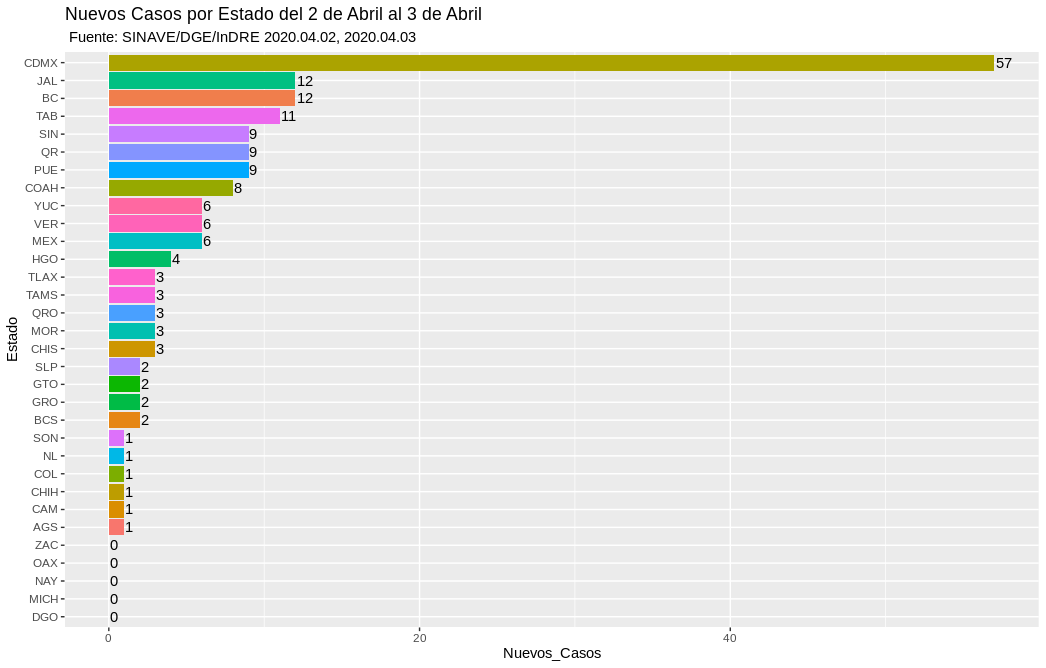 Nuevos Casos por Estado del 2 de Abril al 3 de Abril
Fuente: SINAVE/DGE/InDRE 2020.04.02, 2020.04.03
Estado
CDMX 57
JAL 12
BC 12
TAB 11
SIN 9
QR 9
PUE 9
COAH 8
YUC 6
VER 6
MEX 6
HGO 4
TLAX 3
TAMS 3
QRO 3
MOR 3
CHIS 3
SLP 2
GTO 2
GRO 2
BCS 2
SON 1
NL 1
COL 1
CHIH 1
CAM 1
AGS 1
ZAC 0
OAX 0
NAY 0
MICH 0
DGO 0
0 20 40
Nuevos_Casos